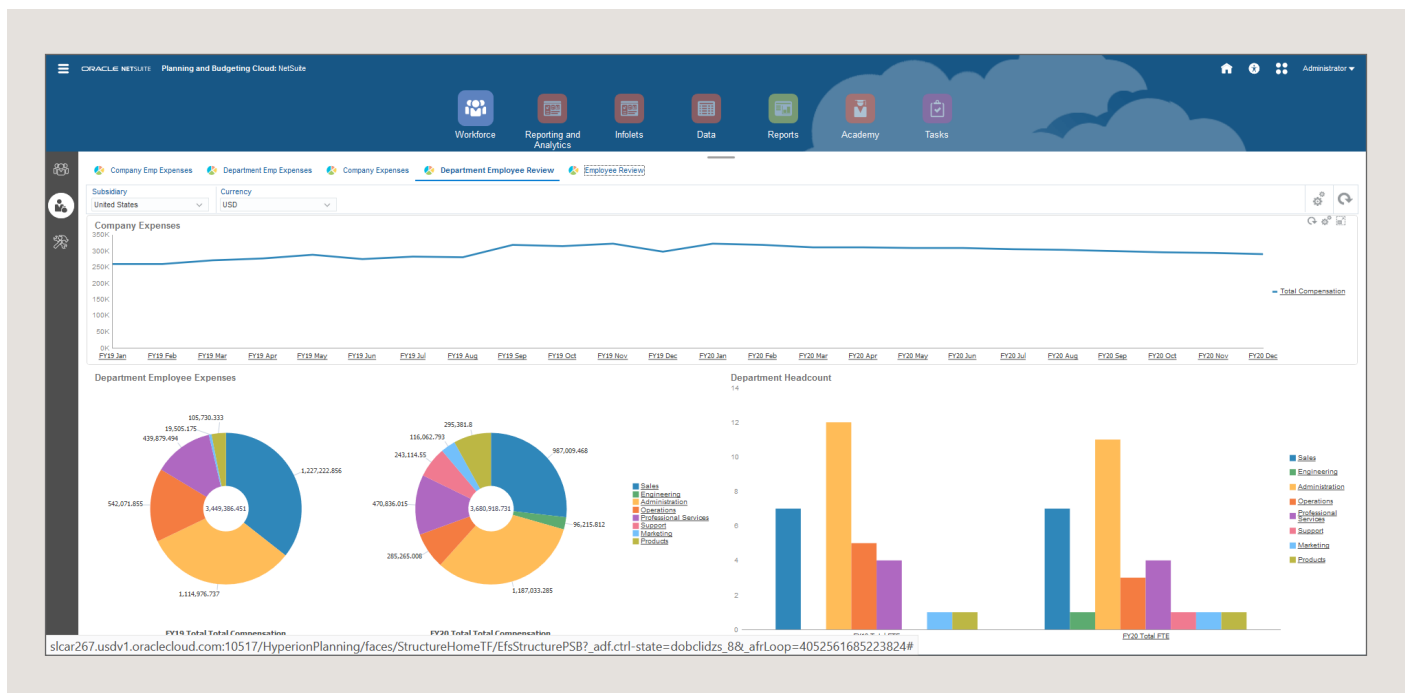 ORACLE NETSUITE Planning and Budgeting Cloud: NetSuite
Administrator
Workforce
Reporting and
Analytics
Infolets
Data
Reports
Academy
Tasks
Company Emp Expenses
Department Emp Expenses
Company Expenses
Department Employee Review
Employee Review
Subsidiary
United States
Currency
USD
Company Expenses
350K
300K
250K
200K
150K
100K
50K
0K
FY19 Jan FY19 Feb FY19 Mar FY19 Apr FY19 May FY19 Jun FY19 Jul FY19 Aug FY19 Sep FY19 Oct FY19 Nov FY19 Dec FY20 Jan FY20 Feb FY20 Mar FY20 Apr FY20 May FY20 Jun FY20 Jul FY20 Aug FY20 Sep FY20 Oct FY20 Nov FY20 Dec
Total Compensation
Department Employee Expenses
105,730.333
19,505.175
439,879.494
542,071.855
1,227,222.856
3,449,386.451
1,114,976.737
FY19 Total Total Compensation
295,381.8
116,062.793
243,114.55
470,836.015
285,265.008
987,009.468
96,215.812
3,680,918.731
1,187,033.285
FY20 Total Total Compensation
Sales
Engineering
Administration
Operations
Professional Services
Support
Marketing
Products
Department Headcount
14
12
10
8
6
4
2
0
FY19 Total FTE
FY20 Total FTE
Sales
Engineering
Administration
Operations
Professional
Services
Support
Marketing
Products
slcar267.usdv1.oraclecloud.com:10517/HyperionPlanning/faces/StructureHomeTF/EfsStructurePSB?_adf.ctrl-state=dobclidzs_8&_afrLoop=4052561685223824#